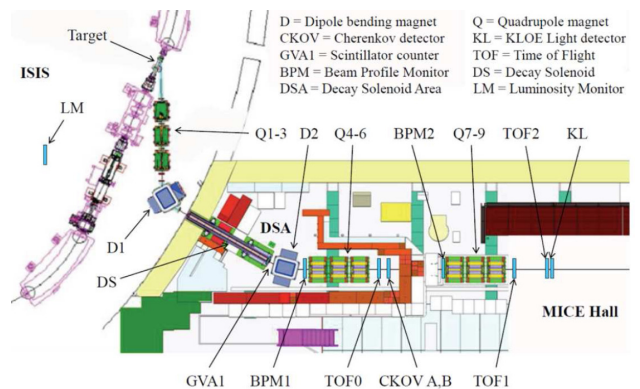 D = Dipole bending magnet
Q = Quadrupole magnet
CKOV = Cherenkov detector
KL = KLOE Light detector
GVA1 = Scintillator counter
TOF = Time of Flight
BPM = Beam Profile Monitor
DS = Decay Solenoid
DSA = Decay Solenoid Area
LM = Luminosity Monitor
Target
ISIS
LM
Q1-3
D2
Q4-6
BPM2
Q7-9
TOF2
KL
D1
DSA
DS
MICE Hall
GVA1
BPM1
TOF0
CKOV A,B
TOF1